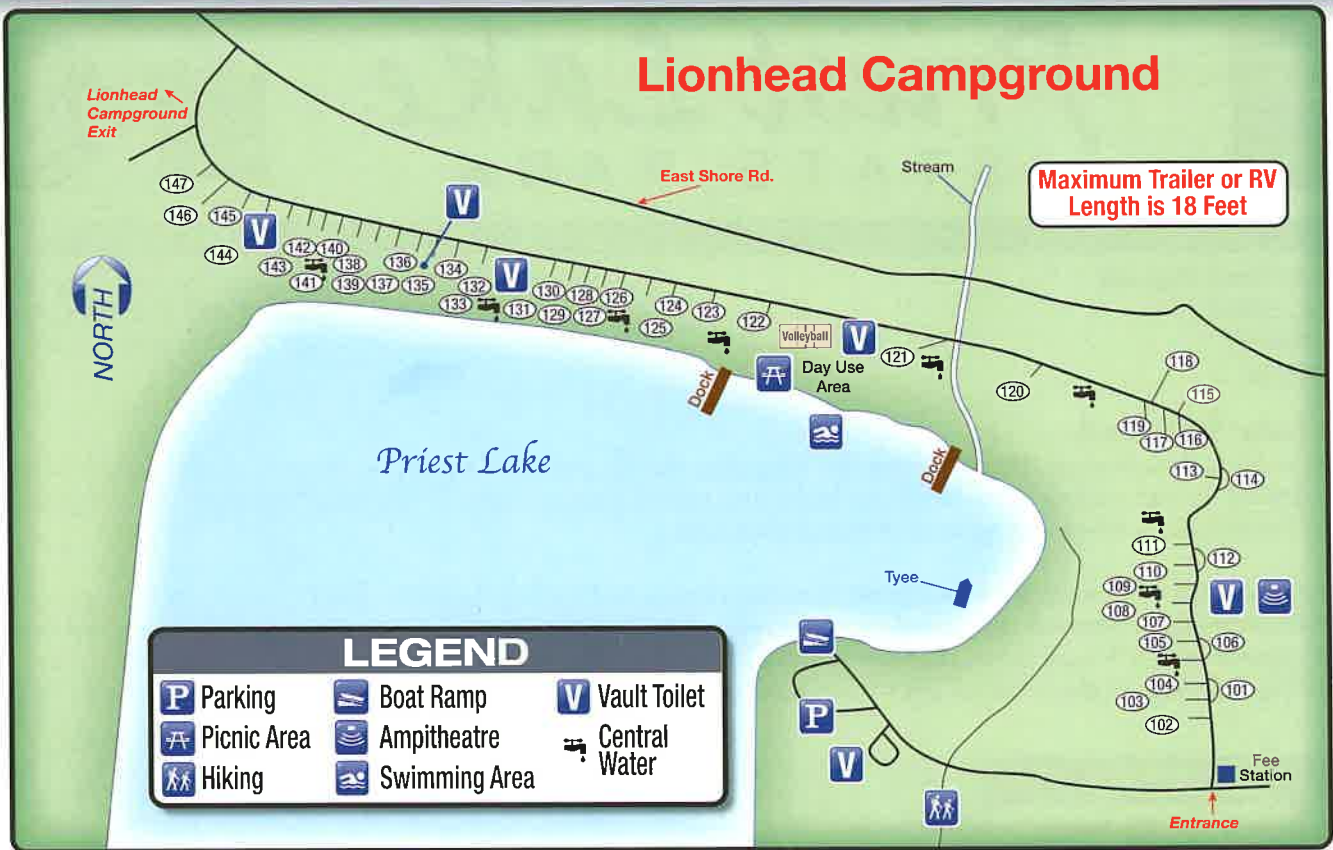 Lionhead Campground
Lionhead
Campground
Exit
East Shore Rd.
Stream
Maximum Trailer or RV
Length is 18 Feet
NORTH
147
146
145
144
V
V
142
140
143
141
138
139
137
136
135
134
132
133
V
131
130
129
128
127
126
125
124
123
122
Volleyball
V
121
Day Use
Area
120
118
115
119
117
116
113
114
Dock
Dock
Priest Lake
Tyee
111
112
110
109
108
107
105
106
V
104
103
101
102
P
V
Fee
Station
Entrance
LEGEND
P Parking
Boat Ramp
V Vault Toilet
Picnic Area
Ampitheatre
Central
Water
Hiking
Swimming Area